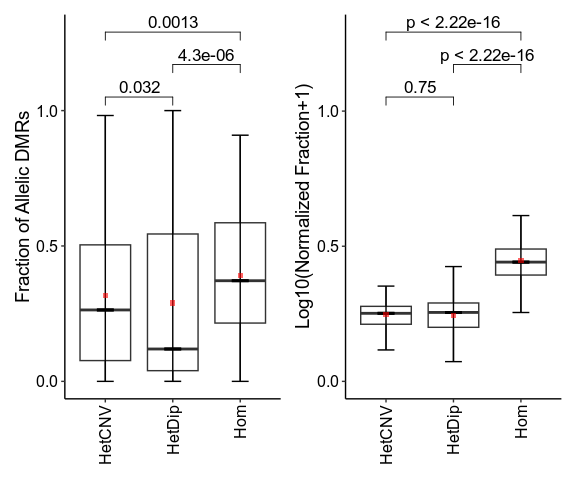 0.0013
4.3e-06
0.032
1.0
0.5
0.0
Fraction of Allelic DMRs
HetCNV
HetDip
Hom
p < 2.22e-16
p < 2.22e-16
0.75
1.0
0.5
0.0
Log10(Normalized Fraction+1)
HetCNV
HetDip
Hom